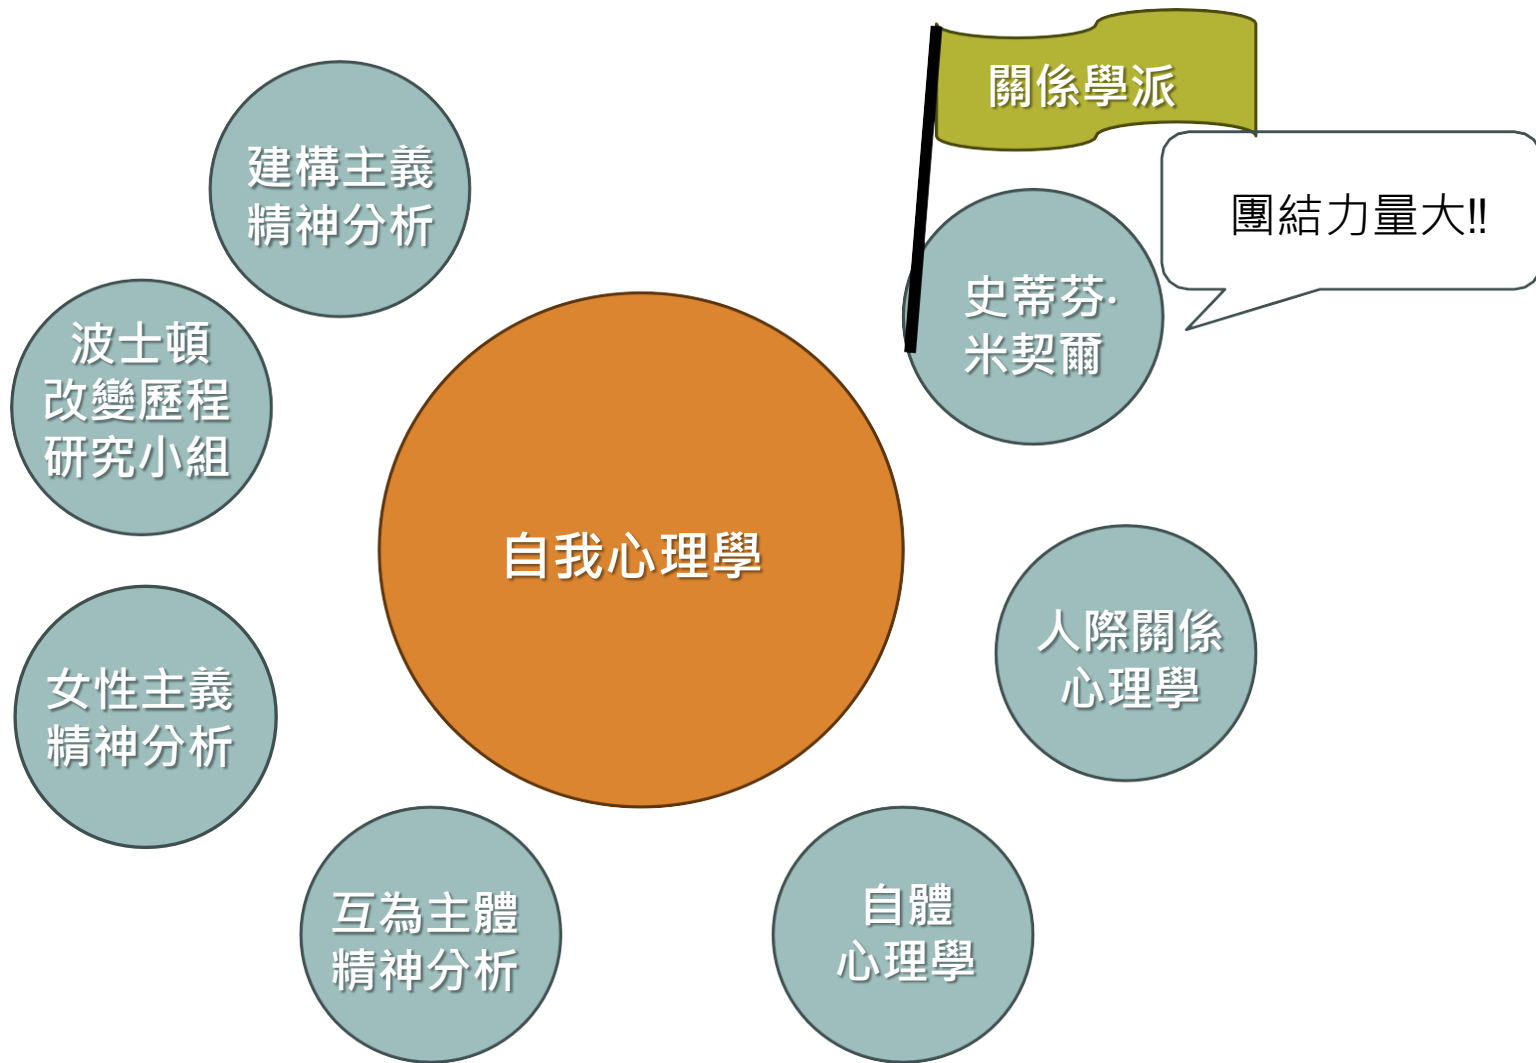 關係學派
團結力量大!!
建構主義
精神分析
史蒂芬·
米契爾
波士頓
改變歷程
研究小組
自我心理學
人際關係
心理學
女性主義
精神分析
互為主體
精神分析
自體
心理學